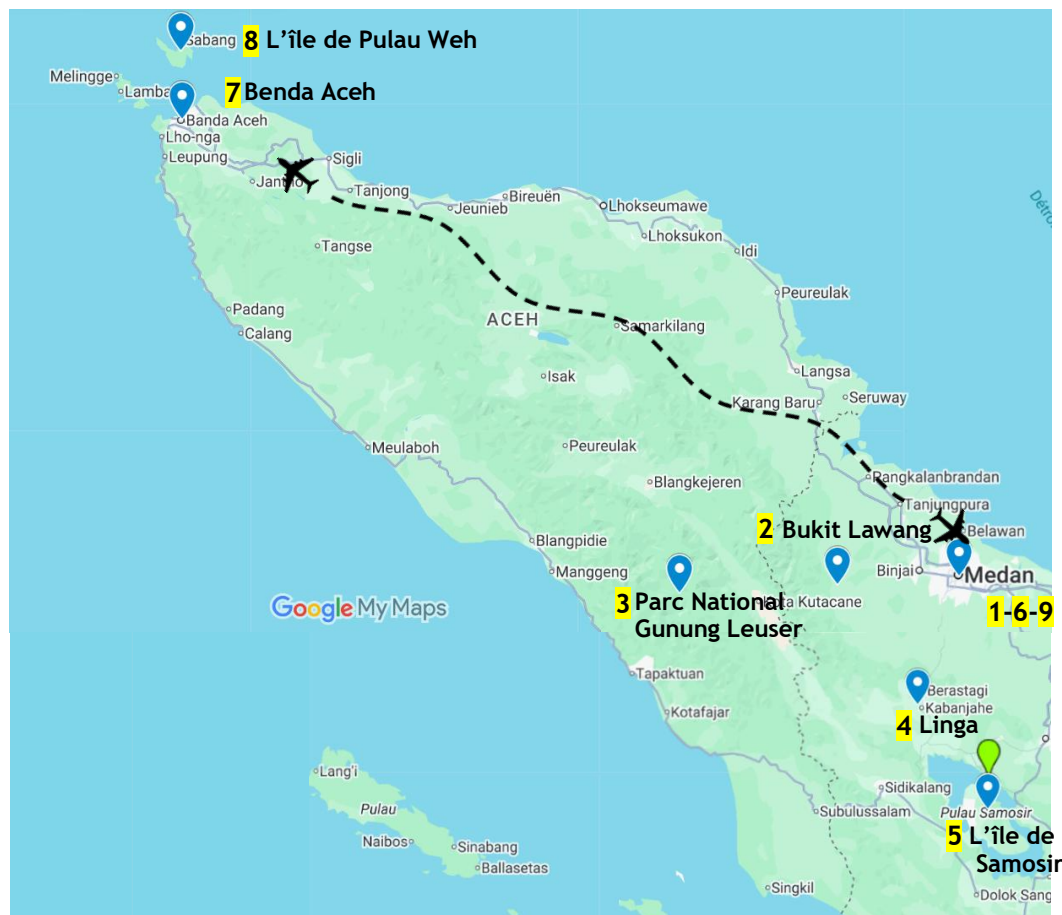 Sabang 8 L'île de Pulau Weh
Melingge
Lamba
7 Benda Aceh
Banda Aceh
Lho-nga
Leupung
Sigli
Tanjong
Bireuën
Jeunieb
Lhokseumawe
Lhoksukon
Idi
Tangse
Peureulak
Padang
Calang
ACEH
Samarkilang
Isak
Langsa
Karang Baru
Seruway
Meulaboh
Peureulak
Blangkejeren
Pangkalanbrandan
Tanjungpura
2 Bukit Lawang
Belawan
Blangpidie
Manggeng
Binjai
Medan
Google My Maps
3 Parc National
Gunung Leuser
Kutacane
1-6-9
Tapaktuan
Kotafajar
Berastagi
Kabanjahe
4 Linga
Lang'i
Pulau
Sidikalang
Pulau Samosir
Subulussalam
Naibos
Sinabang
Ballasetas
5 L'île de
Samosir
Singkil
Dolok Sang